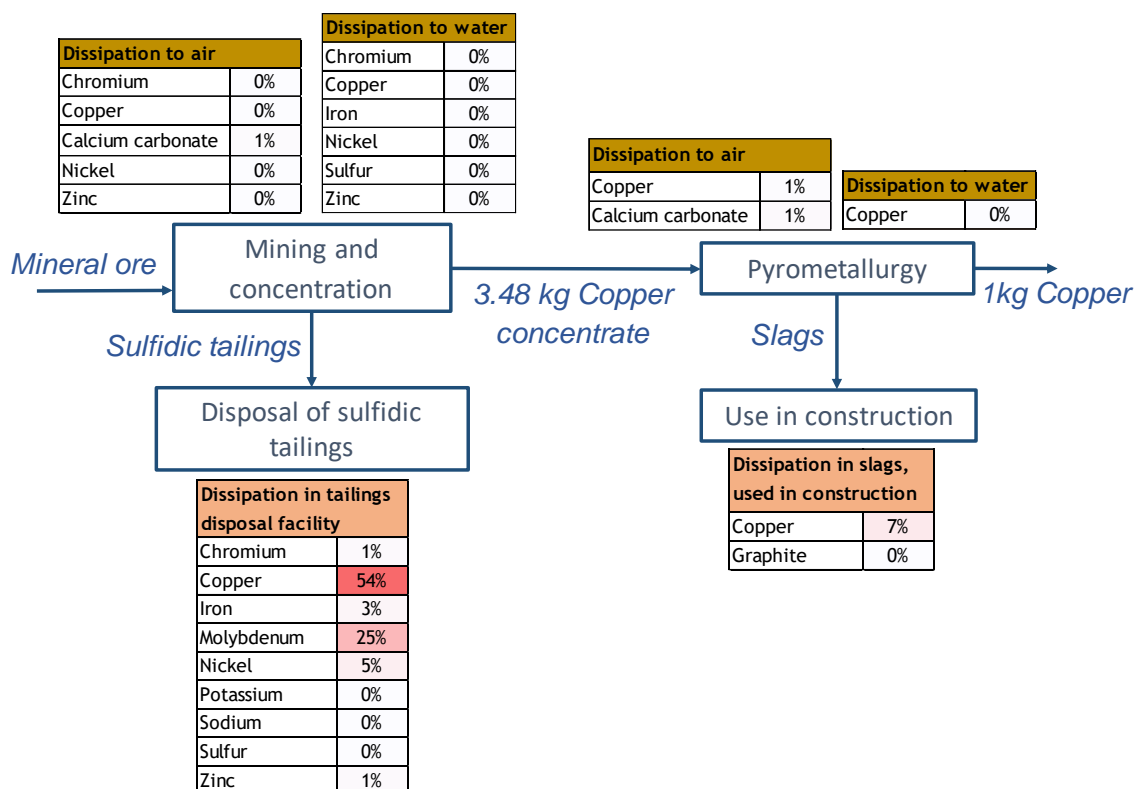 Dissipation to air
Chromium 0%
Copper 0%
Calcium carbonate 1%
Nickel 0%
Zinc 0%
Dissipation to water
Chromium 0%
Copper 0%
Iron 0%
Nickel 0%
Sulfur 0%
Zinc 0%
Dissipation to air
Copper 1%
Calcium carbonate 1%
Dissipation to water
Copper 0%
Mineral ore
Mining and
concentration
3.48 kg Copper
concentrate
Pyrometallurgy
1kg Copper
Sulfidic tailings
Slags
Disposal of sulfidic
tailings
Use in construction
Dissipation in tailings
disposal facility
Chromium 1%
Copper 54%
Iron 3%
Molybdenum 25%
Nickel 5%
Potassium 0%
Sodium 0%
Sulfur 0%
Zinc 1%
Dissipation in slags,
used in construction
Copper 7%
Graphite 0%